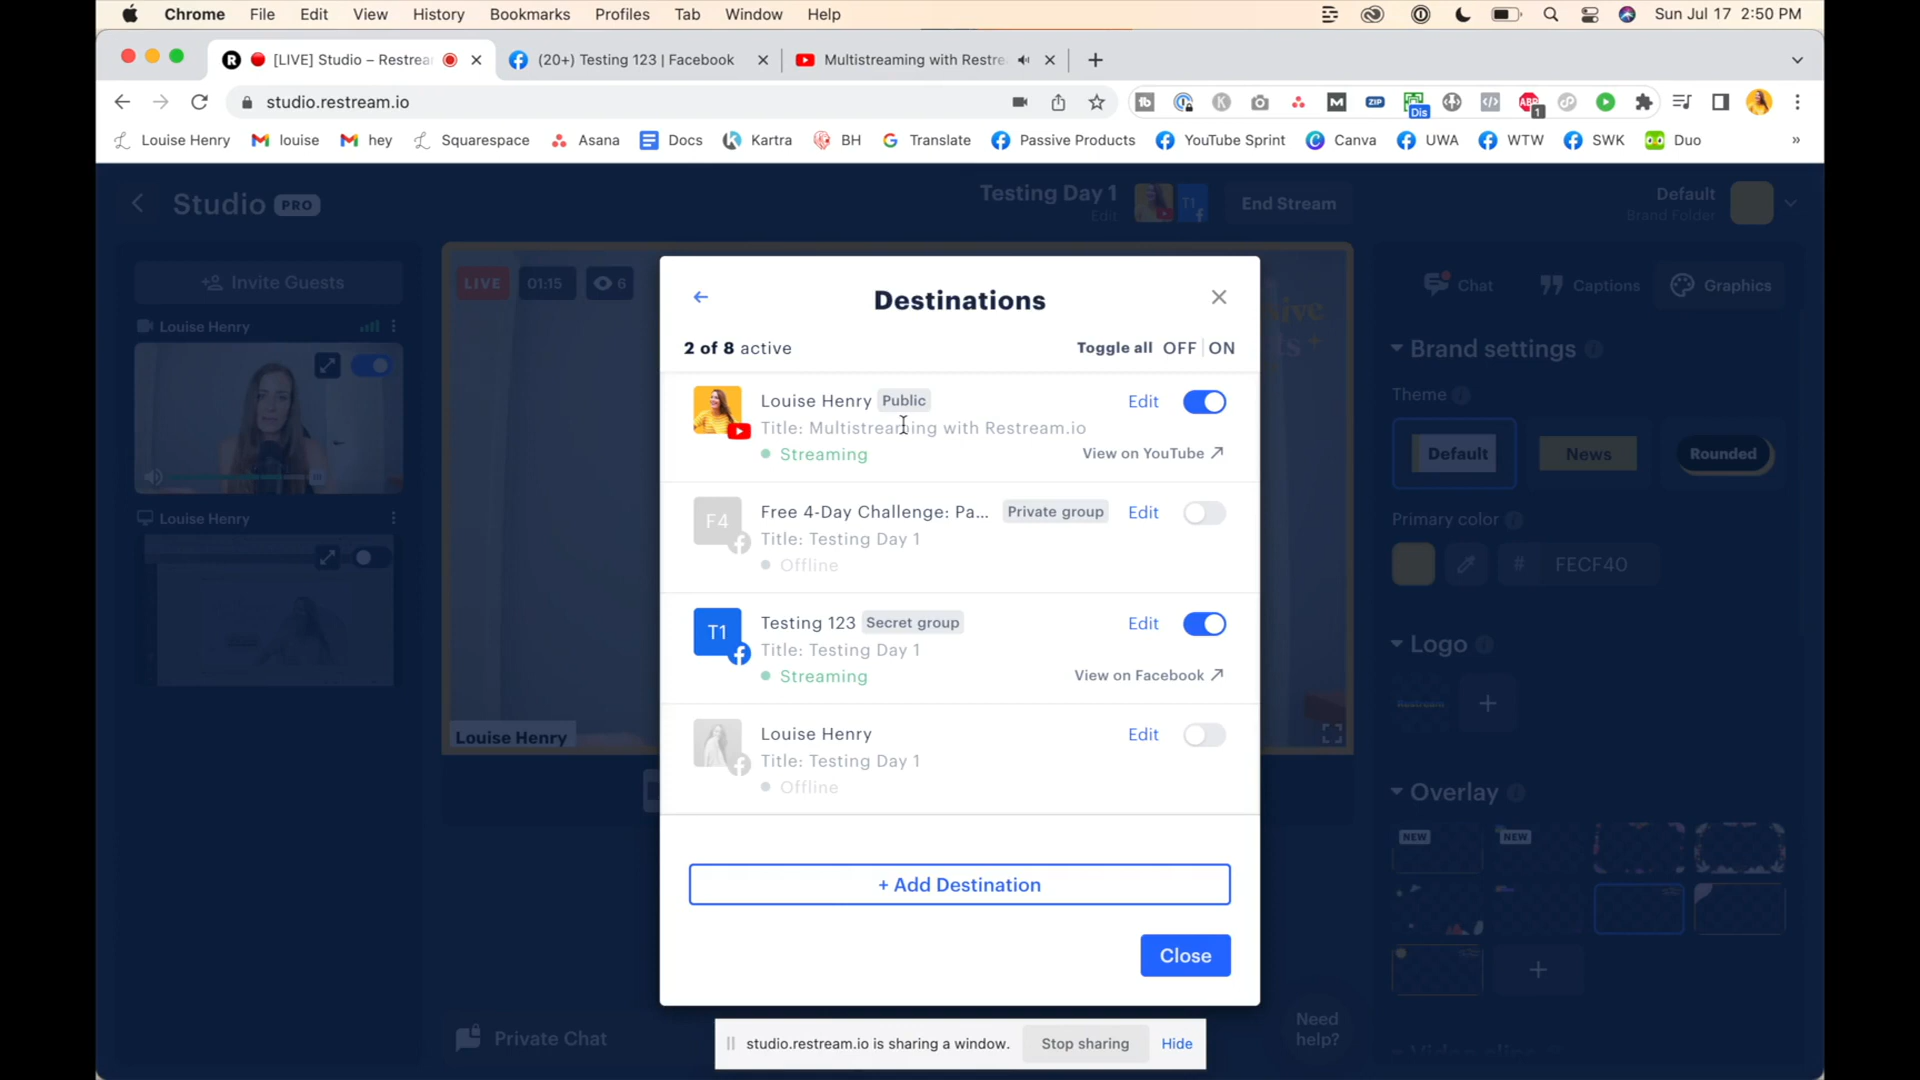 Chrome File Edit View History Bookmarks Profiles Tab Window Help Sun Jul 17 2:50 PM
[LIVE] Studio – Restrea (20+) Testing 123 | Facebook Multistreaming with Restre
studio.restream.io
Louise Henry louise hey Squarespace Asana Docs Kartra BH Translate Passive Products YouTube Sprint Canva UWA WTW SWK Duo
Studio PRO
Testing Day 1
Edit
T1
End Stream
Default
Brand Folder
Invite Guests
Louise Henry
Louise Henry
LIVE 01:15 6
Louise Henry
Destinations
2 of 8 active Toggle all OFF ON
Louise Henry Public Edit
Title: Multistreaming with Restream.io
Streaming View on YouTube
F4
Free 4-Day Challenge: Pa... Private group Edit
Title: Testing Day 1
Offline
T1
Testing 123 Secret group Edit
Title: Testing Day 1
Streaming View on Facebook
Louise Henry Edit
Title: Testing Day 1
Offline
+ Add Destination
Close
Chat Captions Graphics
Brand settings
Theme
Default News Rounded
Primary color
# FECF40
Logo
Overlay
NEW NEW
Private Chat
Need
help?
studio.restream.io is sharing a window. Stop sharing Hide